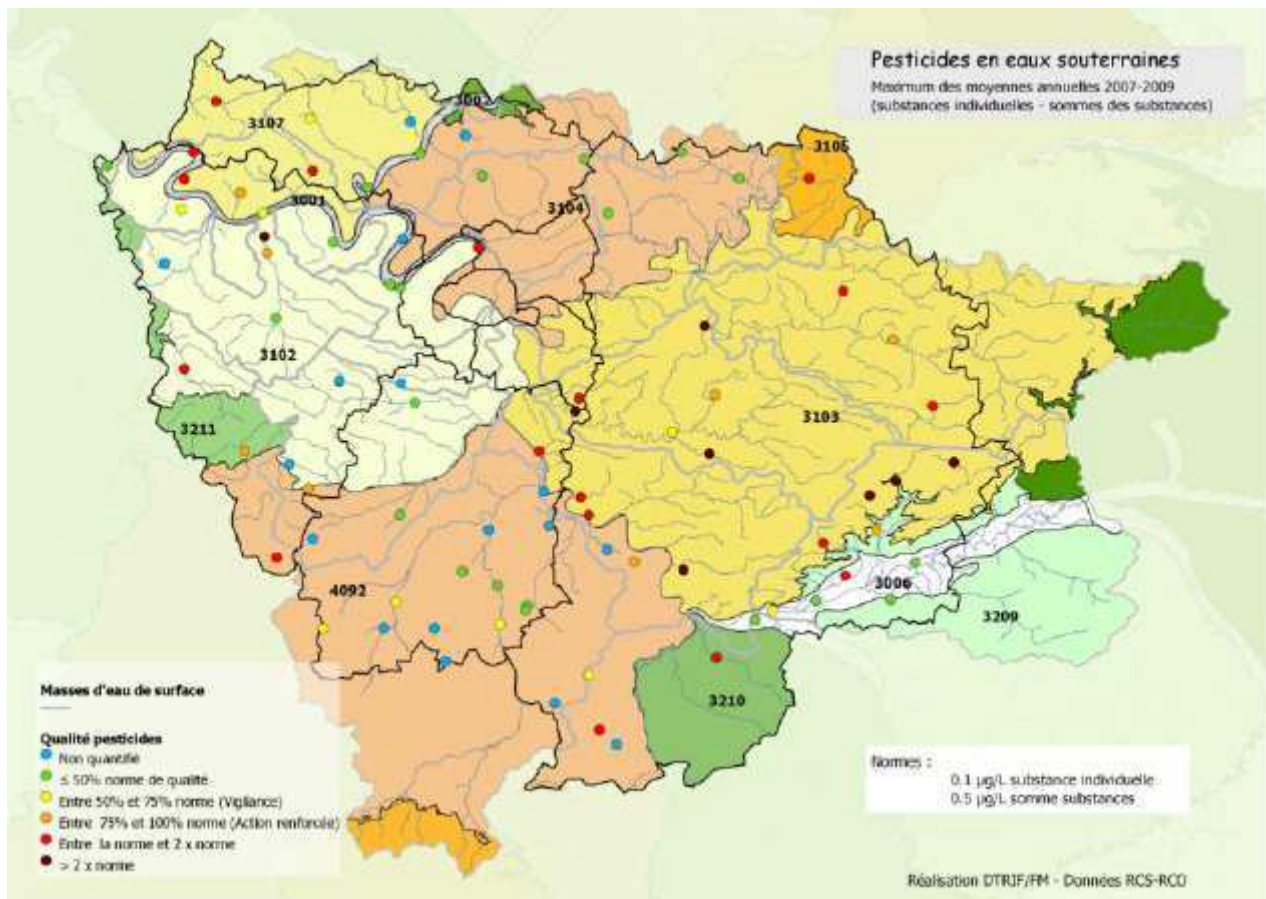 Pesticides en eaux souterraines
Maximum des moyennes annuelles 2007-2009
(substances individuelles - sommes des substances)
3107
3002
3105
3001
3104
3102
3211
3103
4092
3006
3209
3210
Masses d'eau de surface
Qualité pesticides
Non quantifié
≤ 50% norme de qualité
Entre 50% et 75% norme (Vigilance)
Entre 75% et 100% norme (Action renforcée)
Entre la norme et 2 x norme
> 2 x norme
Normes :
0.1 µg/L substance individuelle
0.5 µg/L somme substances
Réalisation DTRIF/FM - Données RCS-RCO